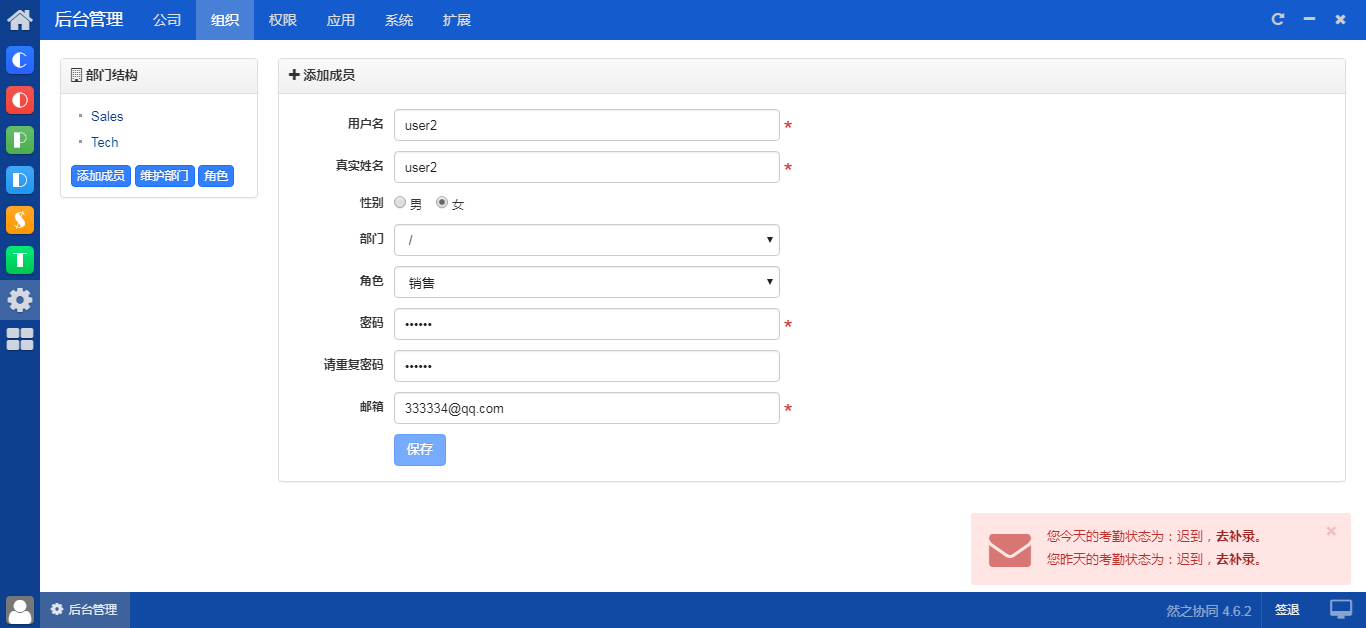 后台管理 公司 组织 权限 应用 系统 扩展
部门结构
Sales
Tech
添加成员 维护部门 角色
添加成员
用户名 user2 *
真实姓名 user2 *
性别 男 女
部门 /
角色 销售
密码 •••••• *
请重复密码 ••••••
邮箱 333334@qq.com *
保存
您今天的考勤状态为：迟到，去补录。
您昨天的考勤状态为：迟到，去补录。
后台管理 然之协同 4.6.2 签退